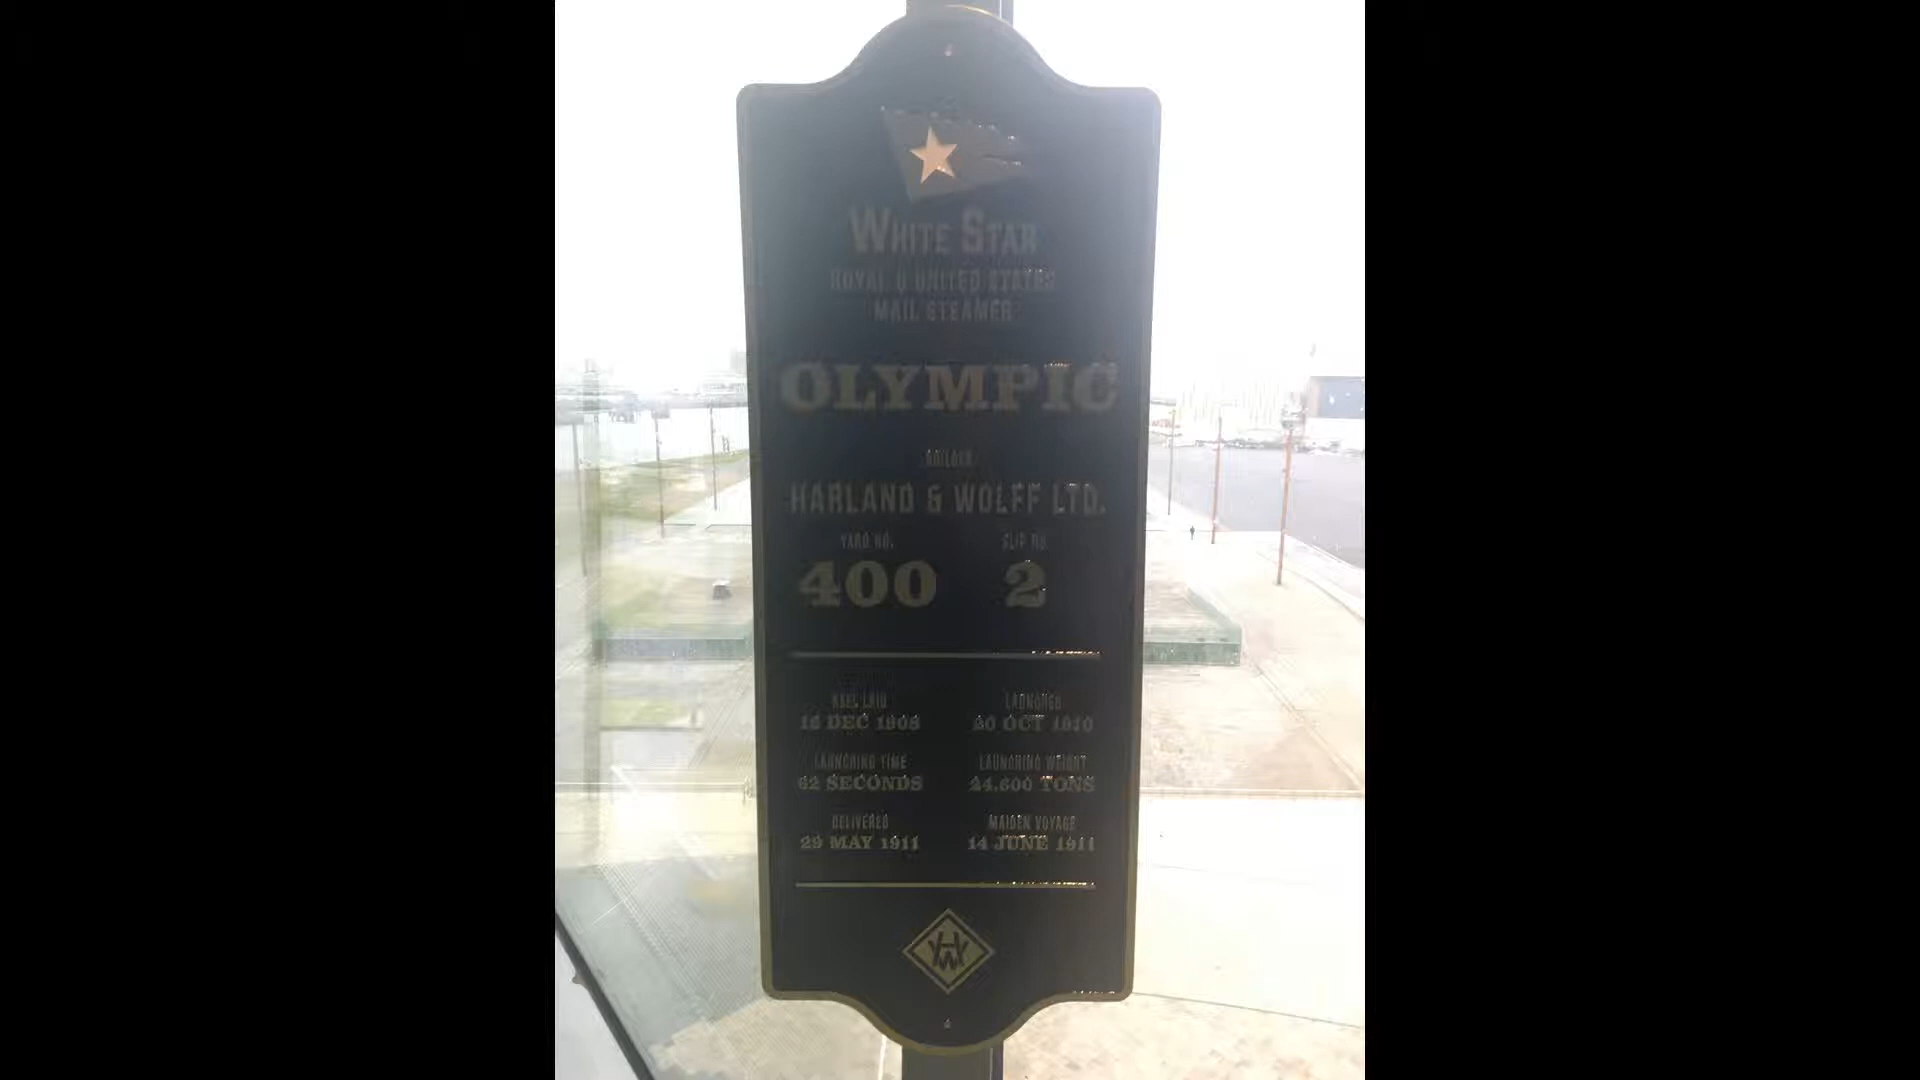 WHITE STAR
ROYAL & UNITED STATES
MAIL STEAMER
OLYMPIC
BUILDER
HARLAND & WOLFF LTD.
YARD NO. SLIP NO.
400 2
KEEL LAID LAUNCHED
16 DEC 1908 20 OCT 1910
LAUNCHING TIME LAUNCHING WEIGHT
62 SECONDS 24,600 TONS
DELIVERED MAIDEN VOYAGE
29 MAY 1911 14 JUNE 1911
HW